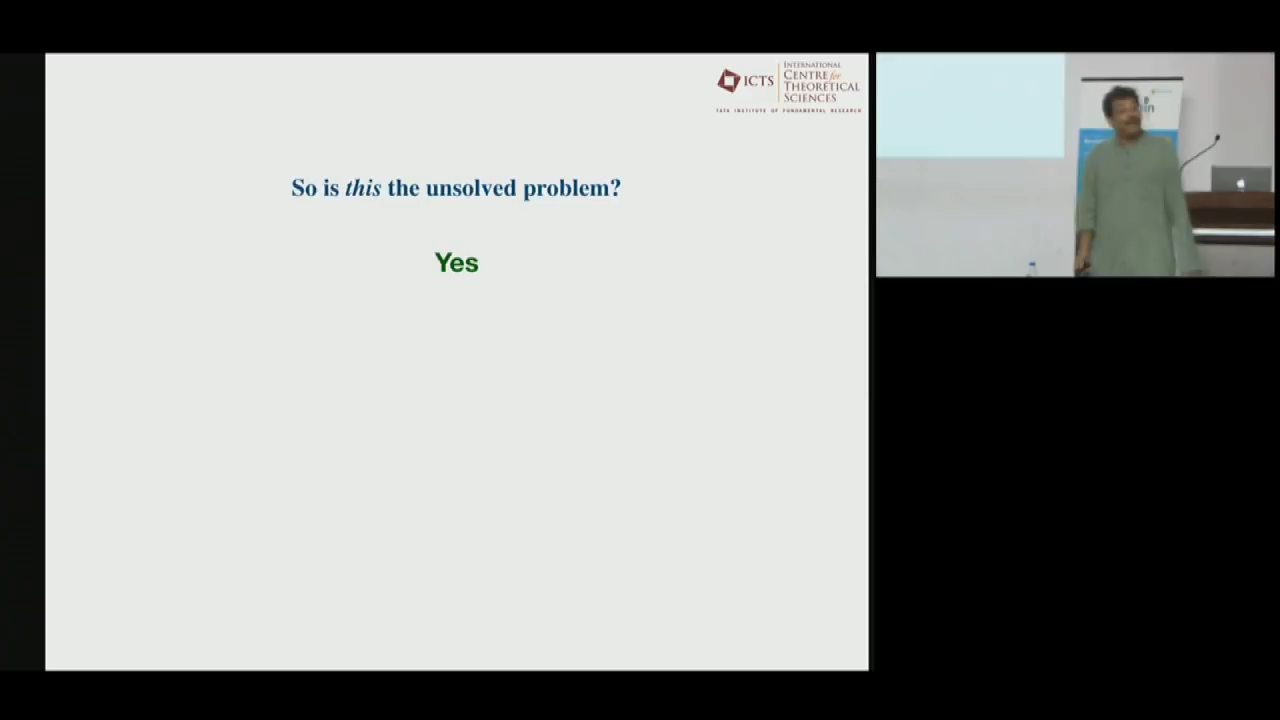 ICTS
INTERNATIONAL
CENTRE for
THEORETICAL
SCIENCES
TATA INSTITUTE OF FUNDAMENTAL RESEARCH
So is this the unsolved problem?
Yes